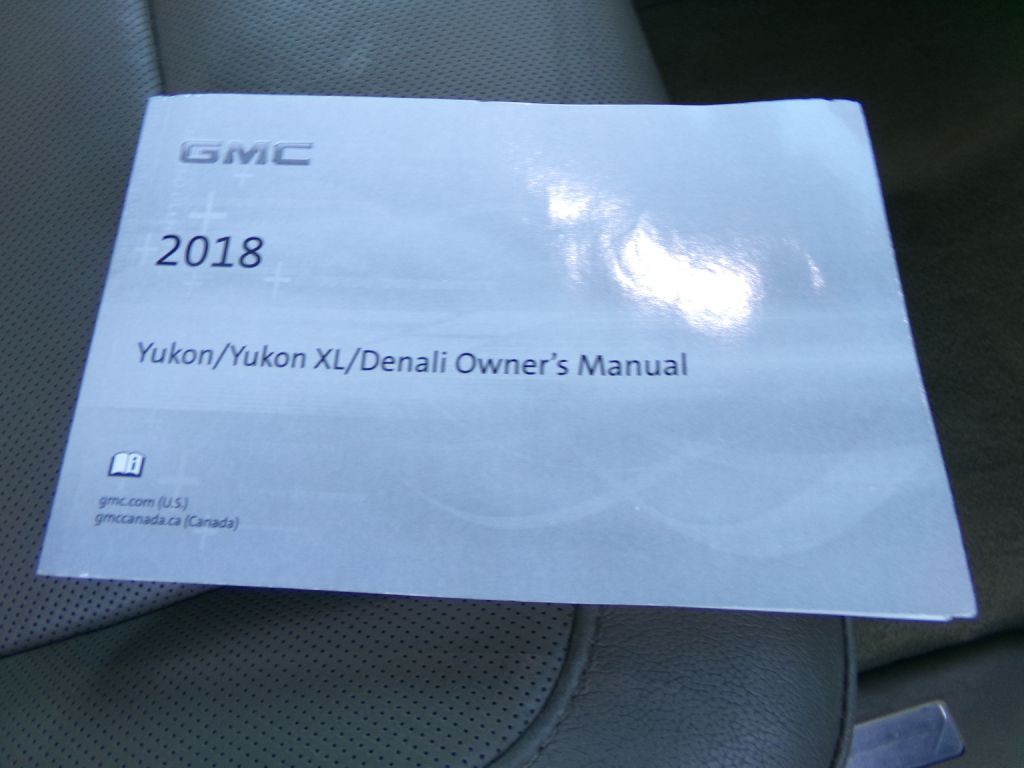 GMC
2018
Yukon/Yukon XL/Denali Owner's Manual
gmc.com (U.S.)
gmccanada.ca (Canada)